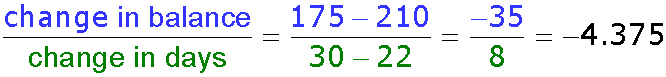 change in balance / change in days = 175 − 210 / 30 − 22 = −35 / 8 = −4.375